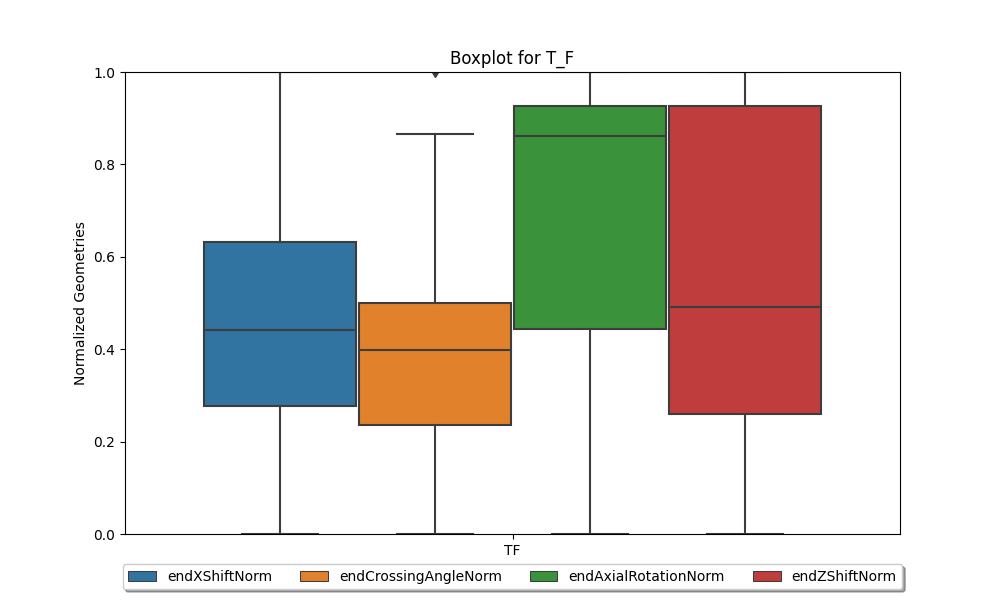 Boxplot for T_F
Normalized Geometries
1.0
0.8
0.6
0.4
0.2
0.0
TF
endXShiftNorm endCrossingAngleNorm endAxialRotationNorm endZShiftNorm